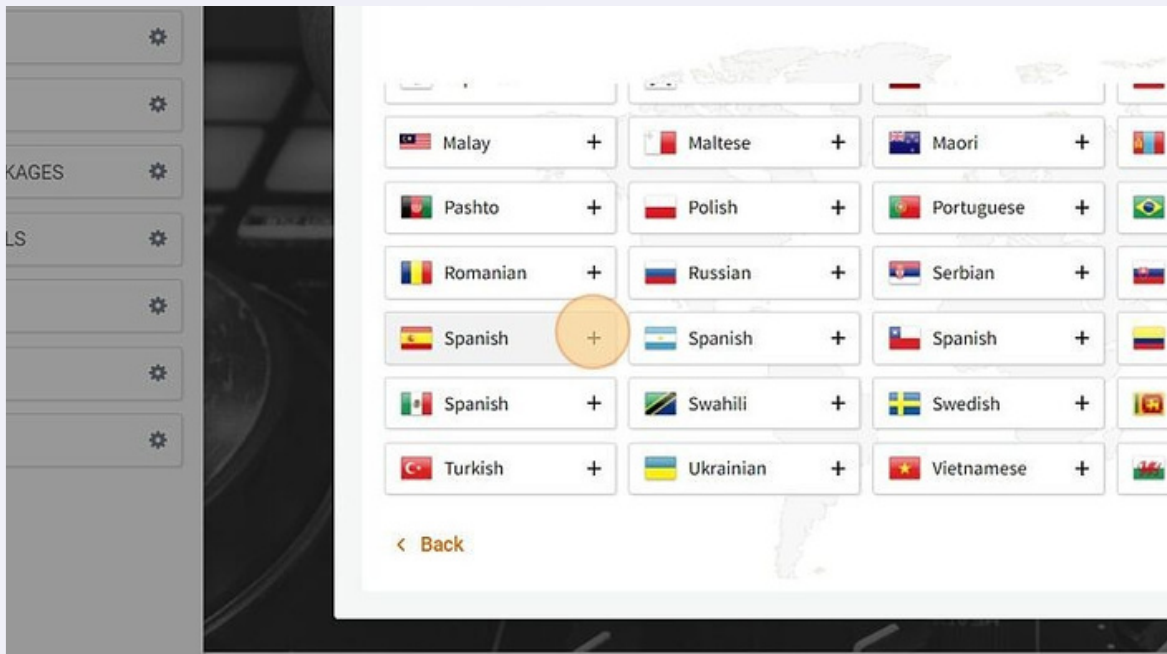 Malay + Maltese + Maori +
KAGES Pashto + Polish + Portuguese +
LS Romanian + Russian + Serbian +
Spanish + Spanish + Spanish +
Spanish + Swahili + Swedish +
Turkish + Ukrainian + Vietnamese +
< Back